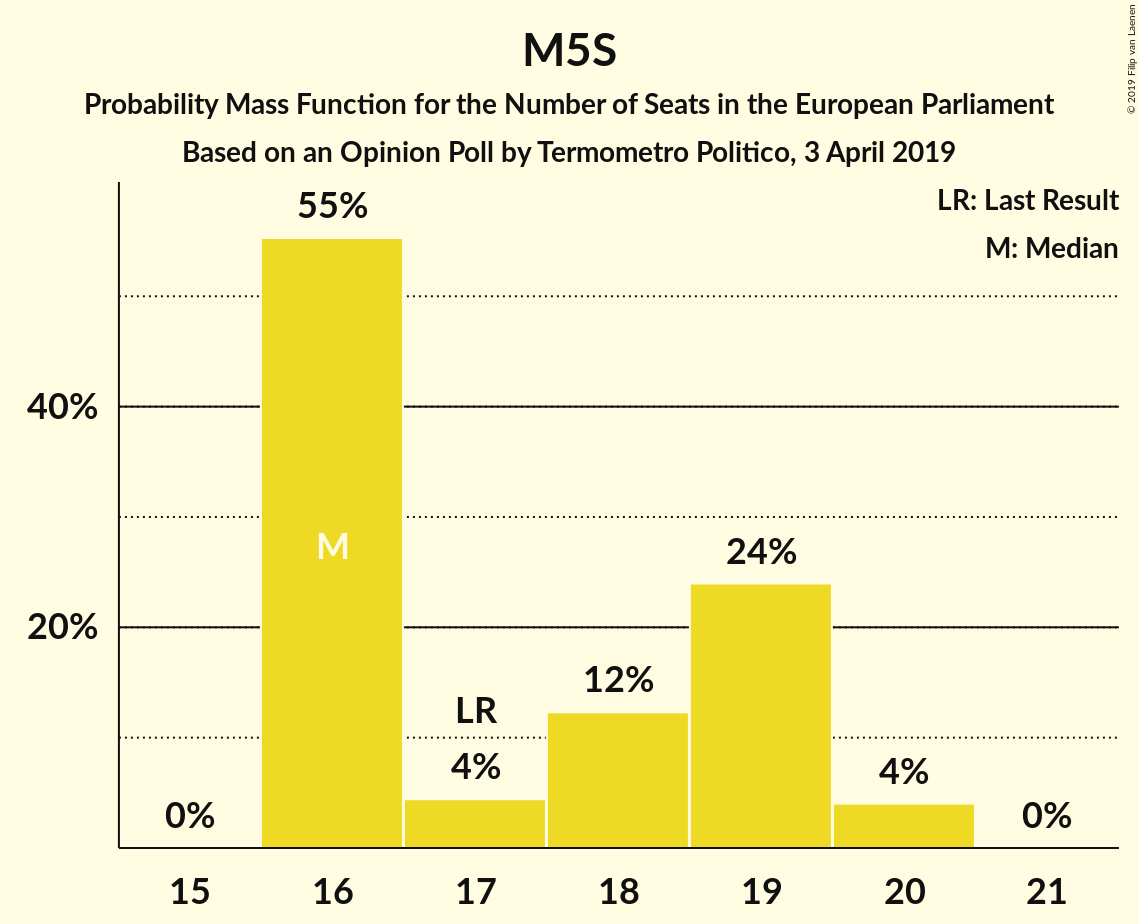 M5S
Probability Mass Function for the Number of Seats in the European Parliament
Based on an Opinion Poll by Termometro Politico, 3 April 2019
© 2019 Filip van Laenen
LR: Last Result
M: Median
55%
40%
M
24%
20%
12%
LR
4%
4%
0%
0%
15 16 17 18 19 20 21